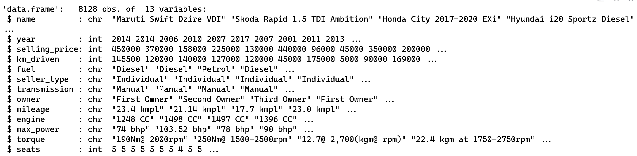 'data.frame': 8128 obs. of 13 variables:
$ name : chr "Maruti Swift Dzire VDI" "Skoda Rapid 1.5 TDI Ambition" "Honda City 2017-2020 EXi" "Hyundai i20 Sportz Diesel"
...
$ year : int 2014 2014 2006 2010 2007 2017 2007 2001 2011 2013 ...
$ selling_price: int 450000 370000 158000 225000 130000 440000 96000 45000 350000 200000 ...
$ km_driven : int 145500 120000 140000 127000 120000 45000 175000 5000 90000 169000 ...
$ fuel : chr "Diesel" "Diesel" "Petrol" "Diesel" ...
$ seller_type : chr "Individual" "Individual" "Individual" "Individual" ...
$ transmission : chr "Manual" "Manual" "Manual" "Manual" ...
$ owner : chr "First Owner" "Second Owner" "Third Owner" "First Owner" ...
$ mileage : chr "23.4 kmpl" "21.14 kmpl" "17.7 kmpl" "23.0 kmpl" ...
$ engine : chr "1248 CC" "1498 CC" "1497 CC" "1396 CC" ...
$ max_power : chr "74 bhp" "103.52 bhp" "78 bhp" "90 bhp" ...
$ torque : chr "190Nm@ 2000rpm" "250Nm@ 1500-2500rpm" "12.7@ 2,700(kgm@ rpm)" "22.4 kgm at 1750-2750rpm" ...
$ seats : int 5 5 5 5 5 5 5 4 5 5 ...